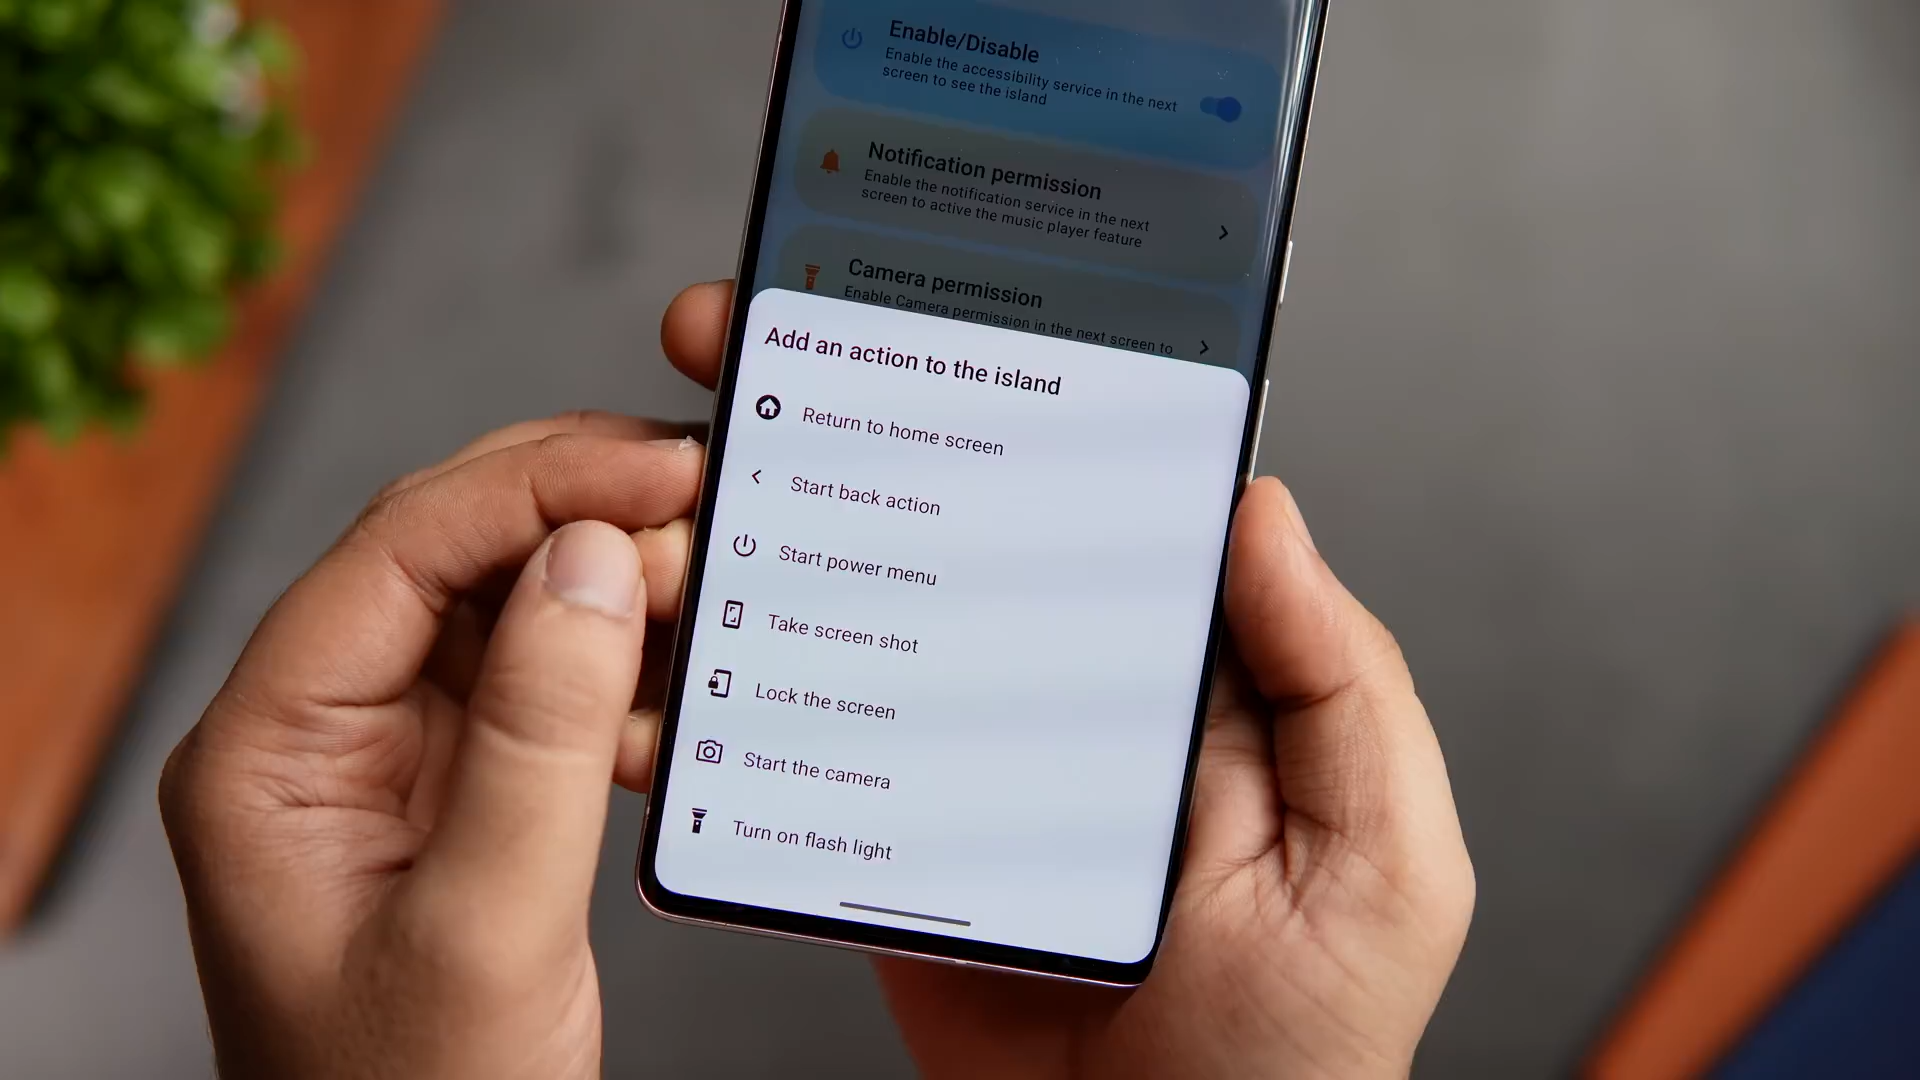 Enable/Disable
Enable the accessibility service in the next
screen to see the island
Notification permission
Enable the notification service in the next
screen to active the music player feature
Camera permission
Enable Camera permission in the next screen to
Add an action to the island
Return to home screen
Start back action
Start power menu
Take screen shot
Lock the screen
Start the camera
Turn on flash light